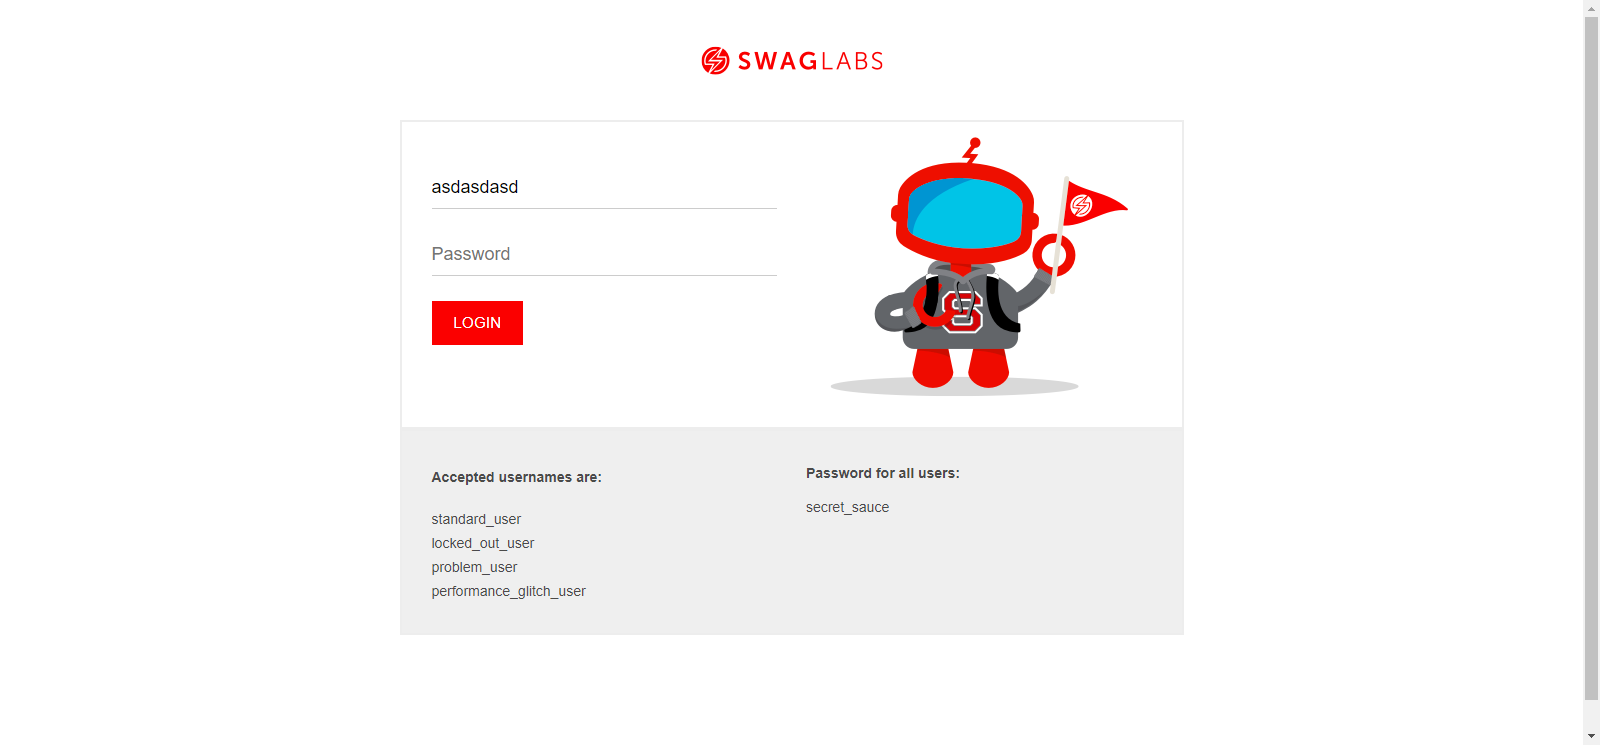 SWAGLABS
asdasdasd
Password
LOGIN
Accepted usernames are:
standard_user
locked_out_user
problem_user
performance_glitch_user
Password for all users:
secret_sauce
S